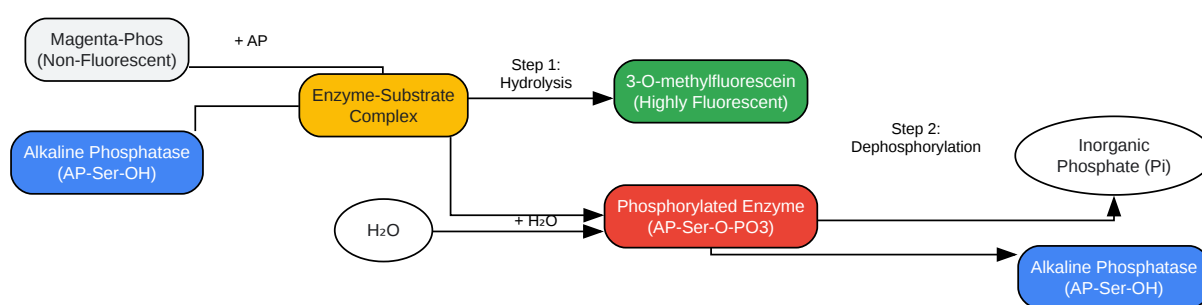 Magenta-Phos
(Non-Fluorescent)
+ AP
Alkaline Phosphatase
(AP-Ser-OH)
Enzyme-Substrate
Complex
Step 1:
Hydrolysis
3-O-methylfluorescein
(Highly Fluorescent)
H₂O
+ H₂O
Phosphorylated Enzyme
(AP-Ser-O-PO3)
Step 2:
Dephosphorylation
Inorganic
Phosphate (Pi)
Alkaline Phosphatase
(AP-Ser-OH)